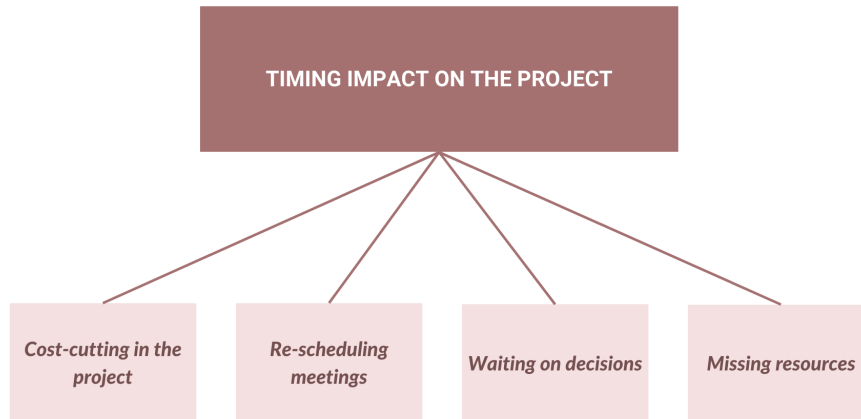 TIMING IMPACT ON THE PROJECT
Cost-cutting in the
project
Re-scheduling
meetings
Waiting on decisions
Missing resources